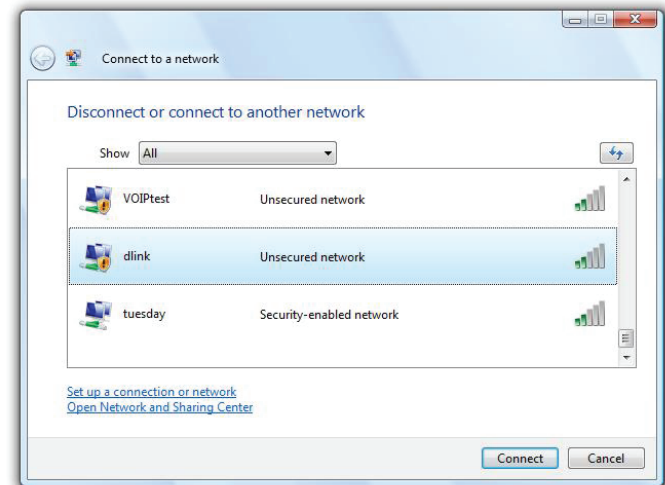 Connect to a network
Disconnect or connect to another network
Show All
VOIPtest Unsecured network
dlink Unsecured network
tuesday Security-enabled network
Set up a connection or network
Open Network and Sharing Center
Connect Cancel